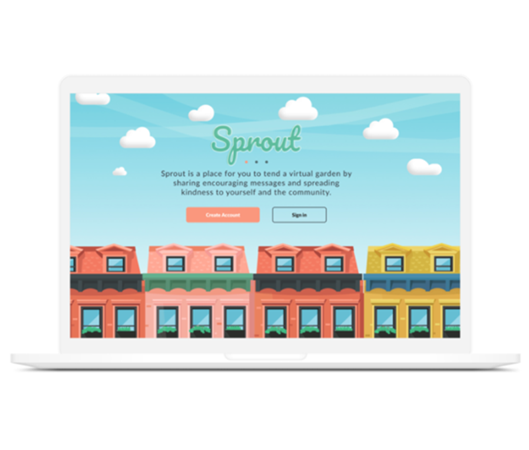 Sprout
Sprout is a place for you to tend a virtual garden by
sharing encouraging messages and spreading
kindness to yourself and the community.
Create Account
Sign in